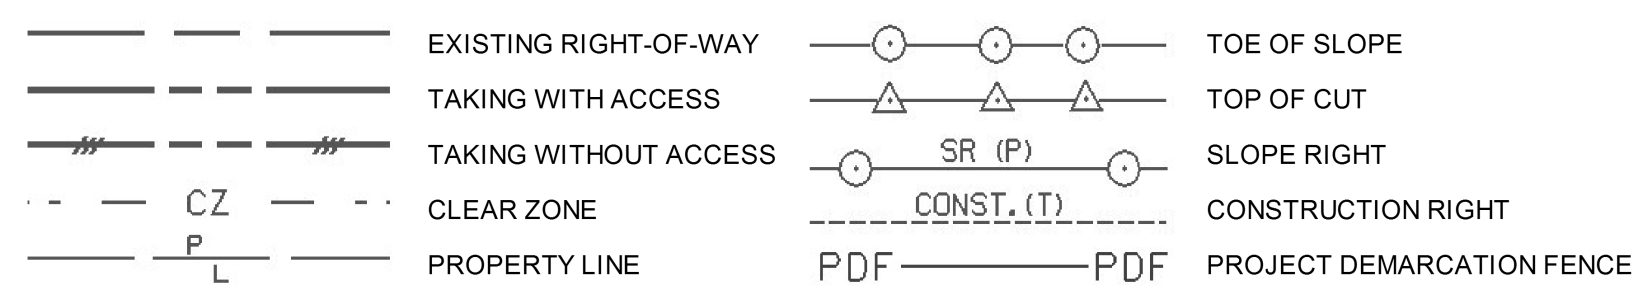 EXISTING RIGHT-OF-WAY
TAKING WITH ACCESS
TAKING WITHOUT ACCESS
CZ CLEAR ZONE
P
L PROPERTY LINE
TOE OF SLOPE
TOP OF CUT
SR (P) SLOPE RIGHT
CONST. (T) CONSTRUCTION RIGHT
PDF PDF PROJECT DEMARCATION FENCE